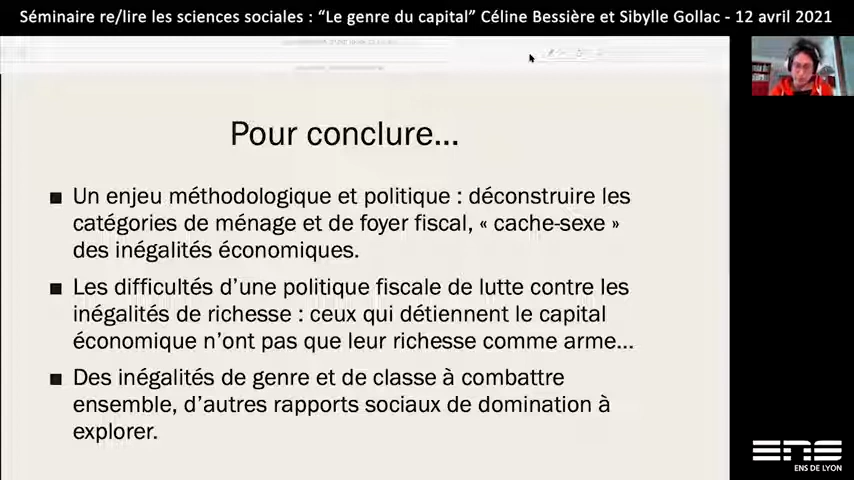 Séminaire re/lire les sciences sociales : “Le genre du capital” Céline Bessière et Sibylle Gollac - 12 avril 2021
Pour conclure...
■ Un enjeu méthodologique et politique : déconstruire les
catégories de ménage et de foyer fiscal, « cache-sexe »
des inégalités économiques.
■ Les difficultés d’une politique fiscale de lutte contre les
inégalités de richesse : ceux qui détiennent le capital
économique n’ont pas que leur richesse comme arme...
■ Des inégalités de genre et de classe à combattre
ensemble, d’autres rapports sociaux de domination à
explorer.
ENS
ENS DE LYON